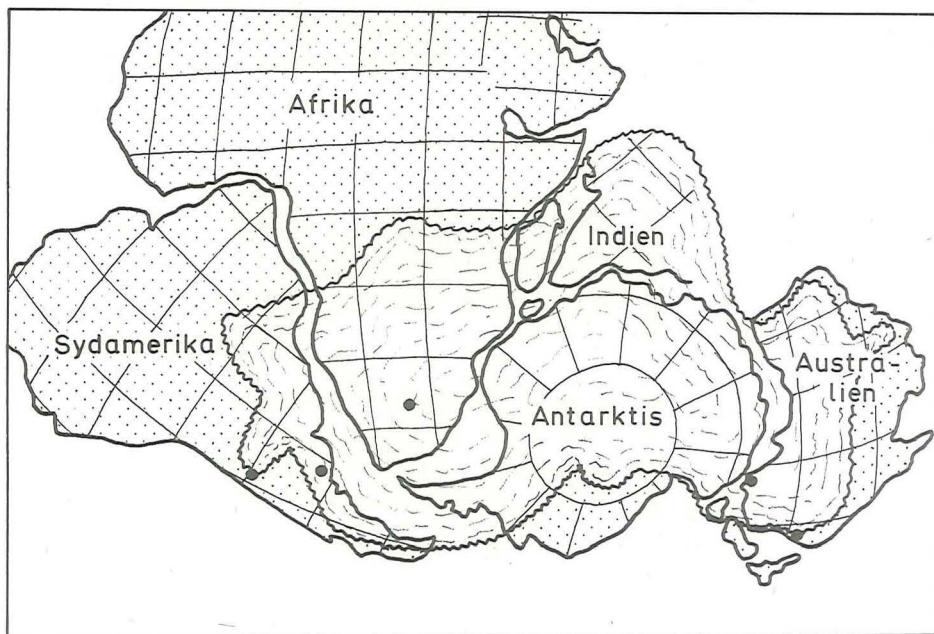 Afrika
Indien
Sydamerika
Austra-
lien
Antarktis